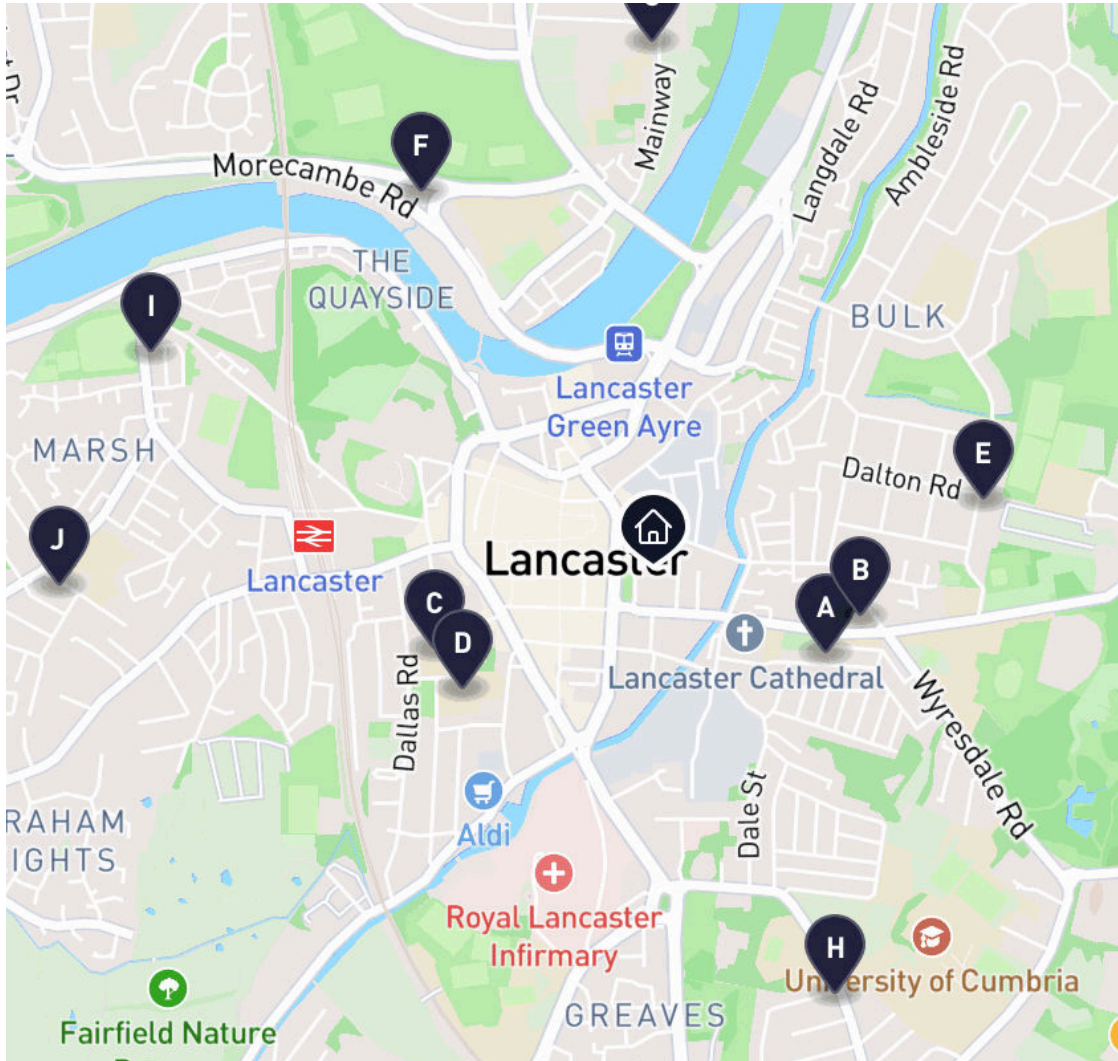 Mainway
Langdale Rd
Ambleside Rd
F
Morecambe Rd
THE
QUAYSIDE
I
BULK
Lancaster
Green Ayre
MARSH
E
Dalton Rd
J
Lancaster
Lancaster
C
D
B
A
Lancaster Cathedral
Dallas Rd
Wyresdale Rd
Dale St
Aldi
RAHAM
IGHTS
Royal Lancaster
Infirmary
H
University of Cumbria
GREAVES
Fairfield Nature